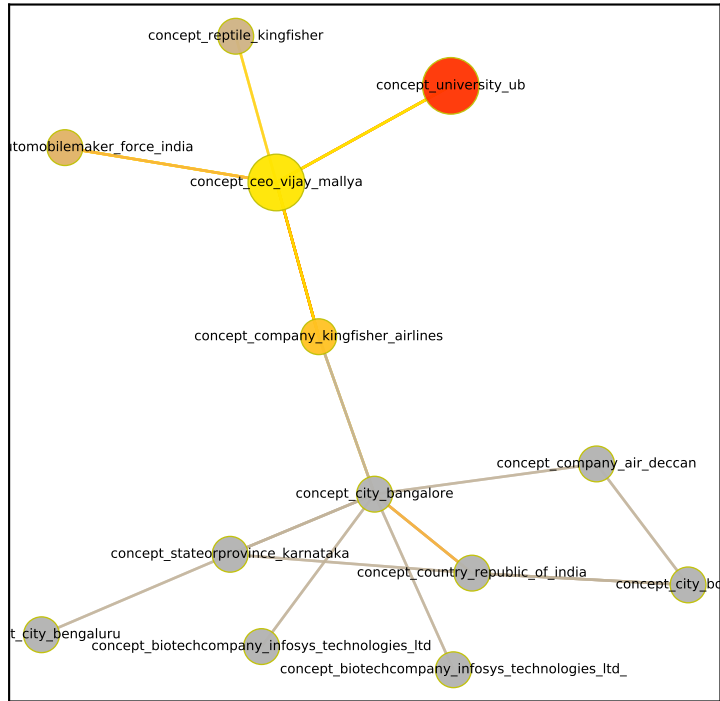 concept_reptile_kingfisher
concept_university_ub
utomobilemaker_force_india
concept_ceo_vijay_mallya
concept_company_kingfisher_airlines
concept_company_air_deccan
concept_city_bangalore
concept_stateorprovince_karnataka
concept_country_republic_of_india
concept_city_bo
t_city_bengaluru
concept_biotechcompany_infosys_technologies_ltd
concept_biotechcompany_infosys_technologies_ltd_